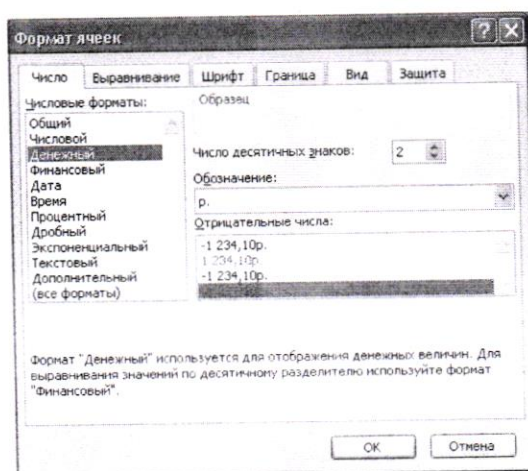 Формат ячеек
Число Выравнивание Шрифт Граница Вид Защита
Числовые форматы:
Общий
Числовой
Денежный
Финансовый
Дата
Время
Процентный
Дробный
Экспоненциальный
Текстовый
Дополнительный
(все форматы)
Образец
Число десятичных знаков: 2
Обозначение:
р.
Отрицательные числа:
-1 234,10р.
1 234,10р.
-1 234,10р.
Формат "Денежный" используется для отображения денежных величин. Для
выравнивания значений по десятичному разделителю используйте формат
"Финансовый".
ОК Отмена